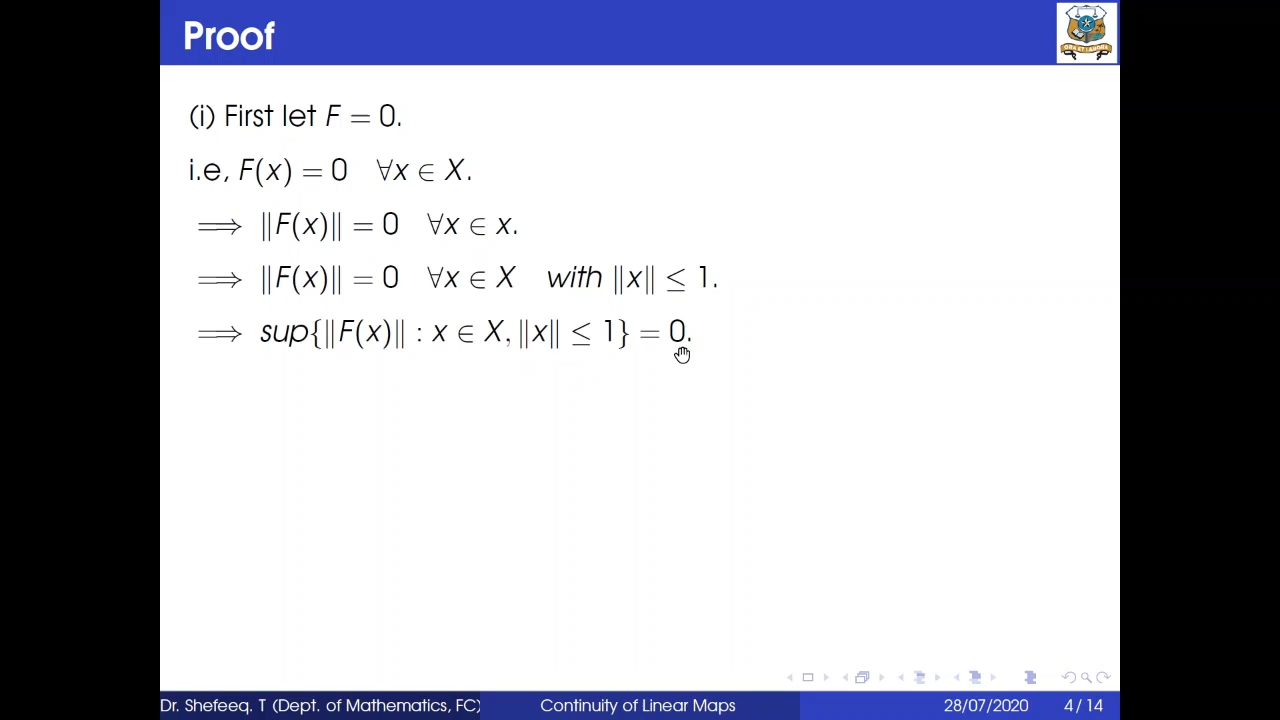 Proof
(i) First let F = 0.
i.e, F(x) = 0 ∀x ∈ X.
⟹ ‖F(x)‖ = 0 ∀x ∈ x.
⟹ ‖F(x)‖ = 0 ∀x ∈ X with ‖x‖ ≤ 1.
⟹ sup{‖F(x)‖ : x ∈ X, ‖x‖ ≤ 1} = 0.
Dr. Shefeeq. T (Dept. of Mathematics, FC) Continuity of Linear Maps 28/07/2020 4 / 14